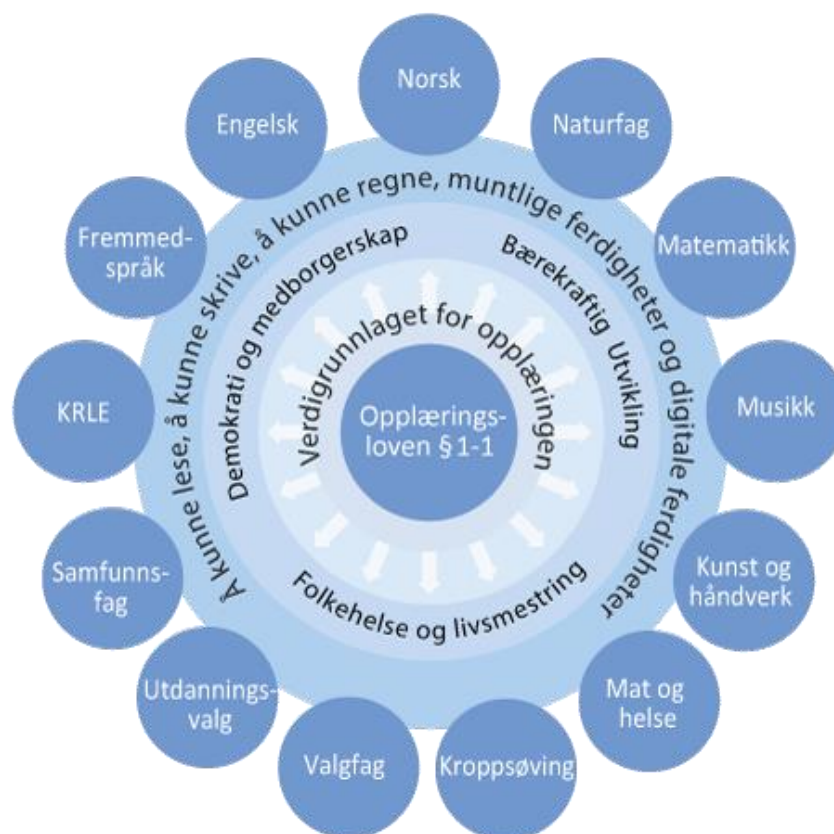 Norsk
Naturfag
Matematikk
Musikk
Kunst og
håndverk
Mat og
helse
Kroppsøving
Valgfag
Utdannings-
valg
Samfunns-
fag
KRLE
Fremmed-
språk
Engelsk
Å kunne lese, å kunne skrive, å kunne regne, muntlige ferdigheter og digitale ferdigheter
Demokrati og medborgerskap
Bærekraftig Utvikling
Folkehelse og livsmestring
Verdigrunnlaget for opplæringen
Opplærings-
loven § 1-1